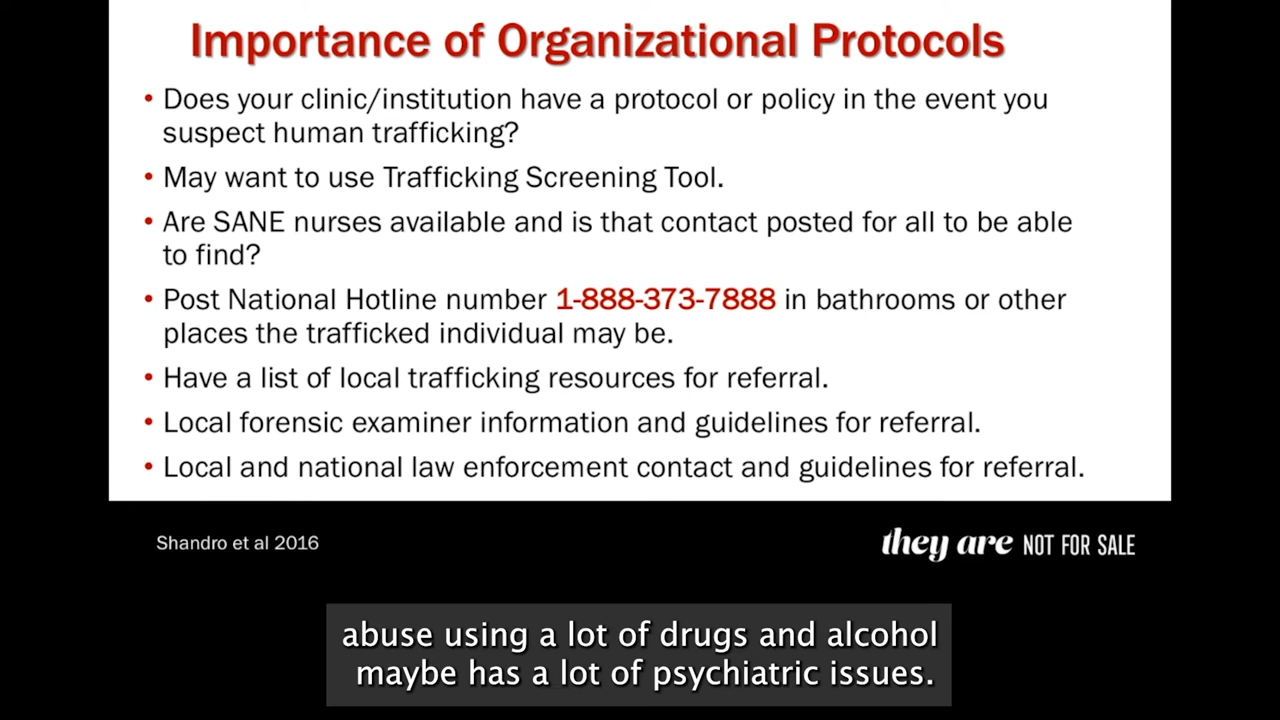 Importance of Organizational Protocols
• Does your clinic/institution have a protocol or policy in the event you
suspect human trafficking?
• May want to use Trafficking Screening Tool.
• Are SANE nurses available and is that contact posted for all to be able
to find?
• Post National Hotline number 1-888-373-7888 in bathrooms or other
places the trafficked individual may be.
• Have a list of local trafficking resources for referral.
• Local forensic examiner information and guidelines for referral.
• Local and national law enforcement contact and guidelines for referral.
Shandro et al 2016
they are NOT FOR SALE
abuse using a lot of drugs and alcohol
maybe has a lot of psychiatric issues.